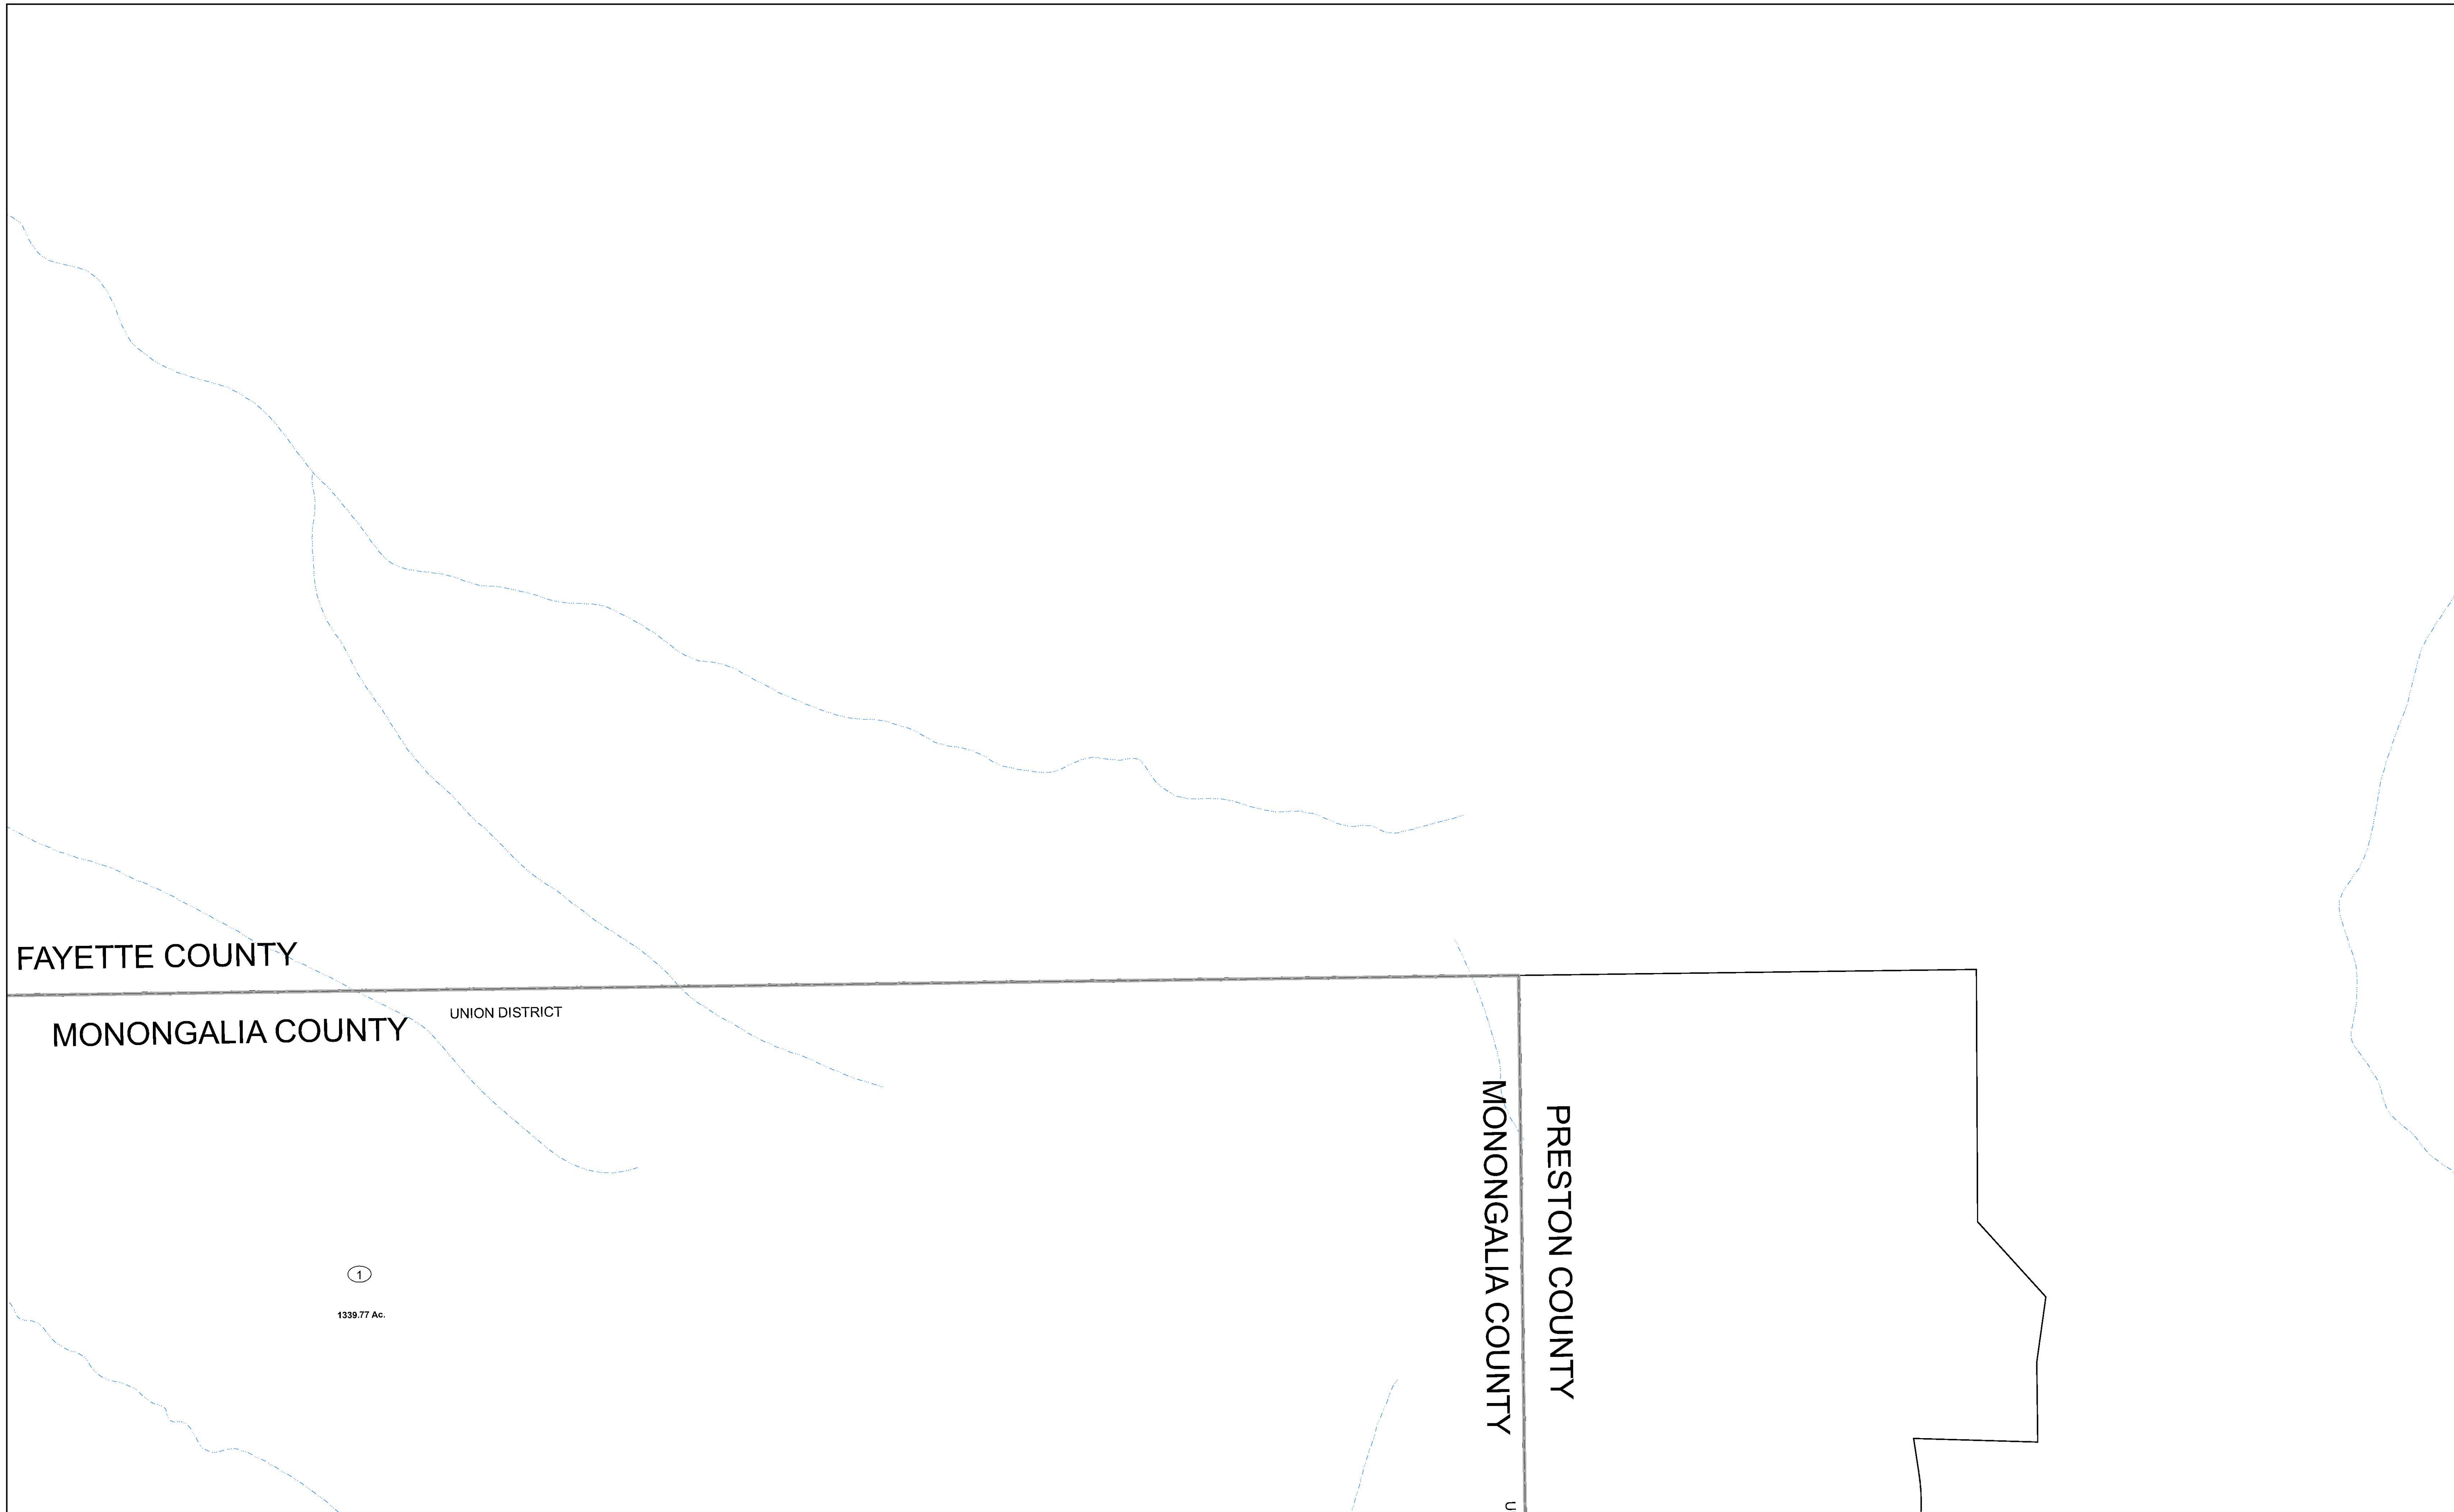 FAYETTE COUNTY
MONONGALIA COUNTY
UNION DISTRICT
MONONGALIA COUNTY
PRESTON COUNTY
1
1339.77 Ac.
U